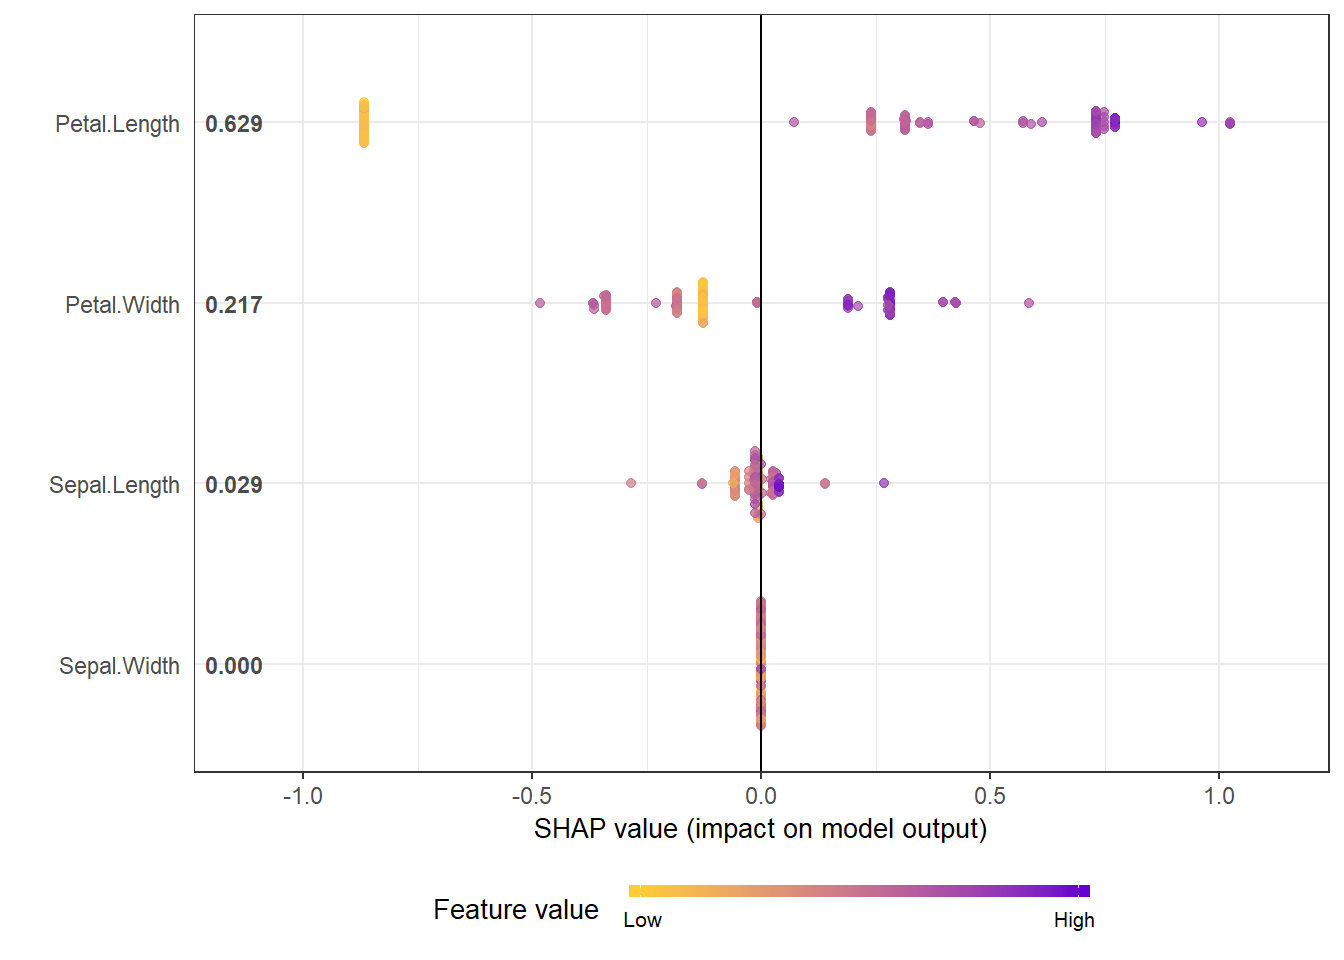 Petal.Length 0.629
Petal.Width 0.217
Sepal.Length 0.029
Sepal.Width 0.000
-1.0 -0.5 0.0 0.5 1.0
SHAP value (impact on model output)
Feature value
Low High